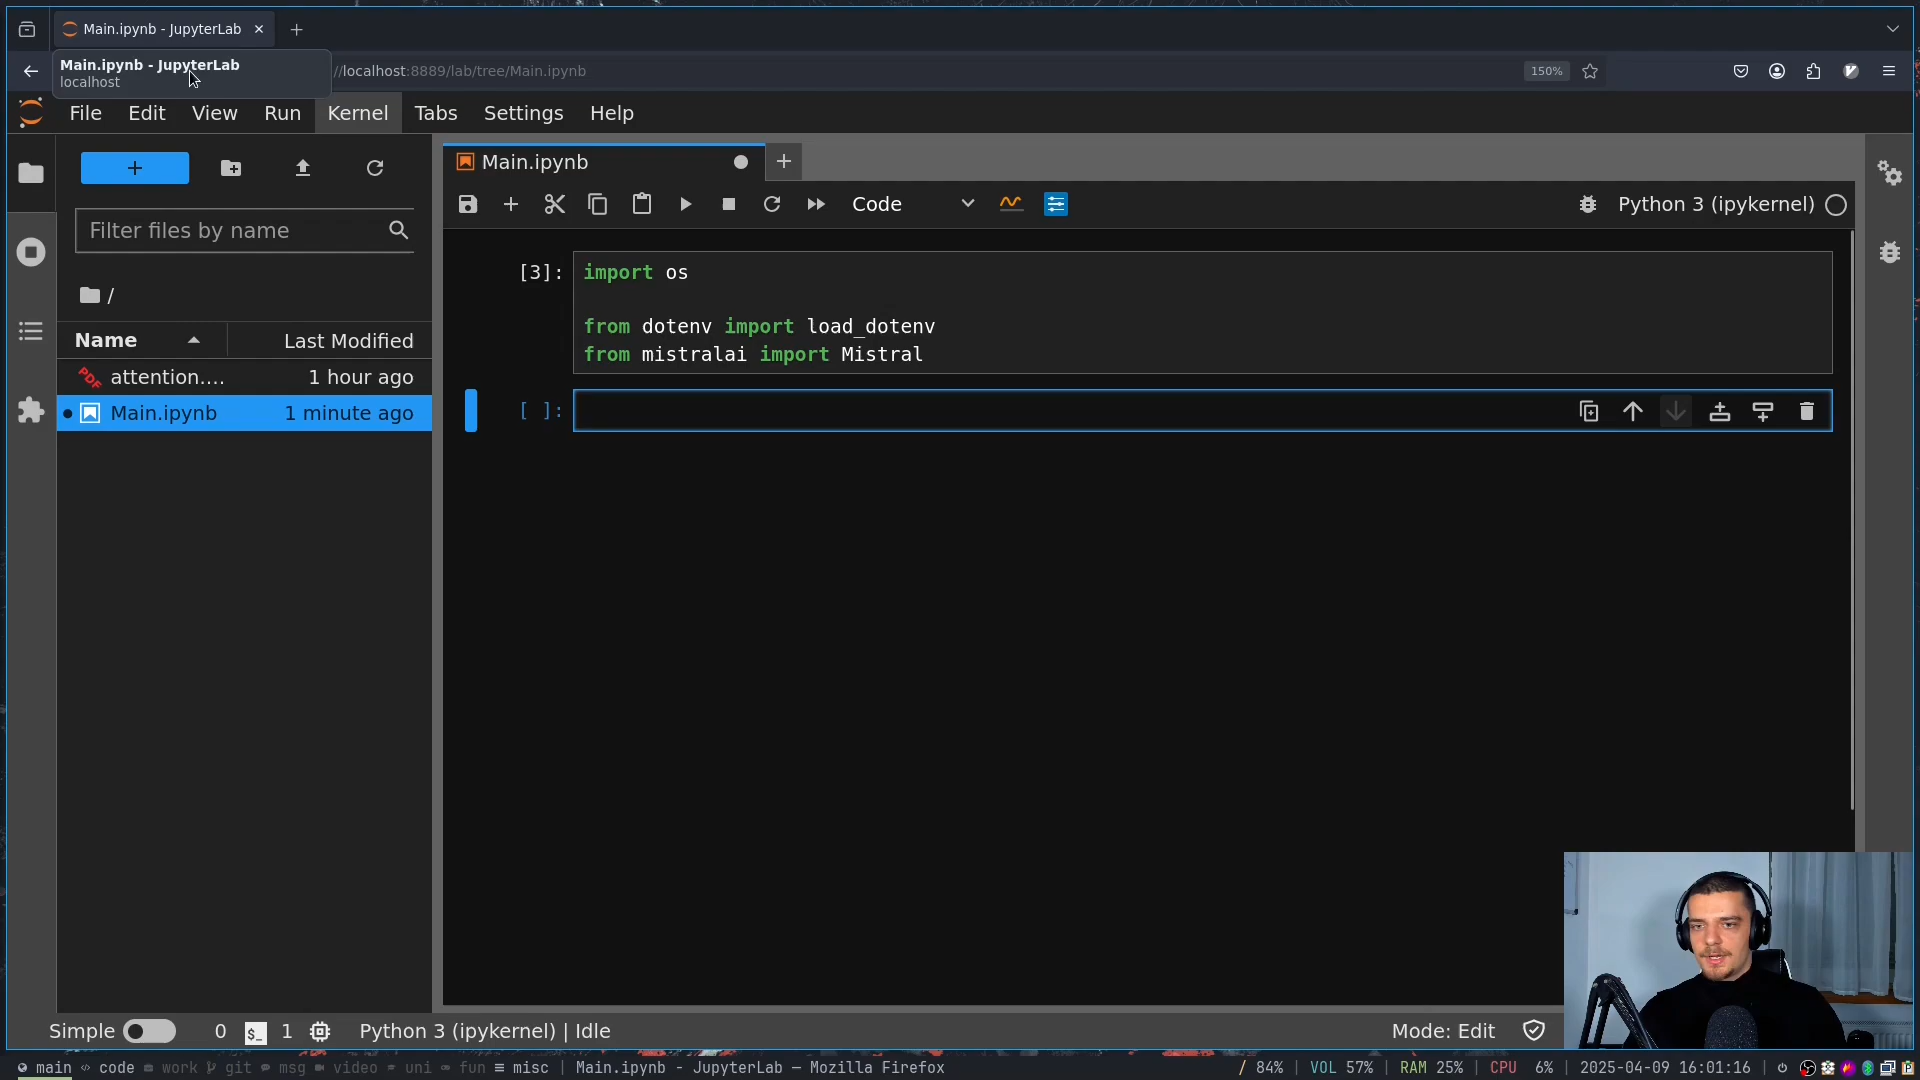 Main.ipynb - JupyterLab
Main.ipynb - JupyterLab
localhost
//localhost:8889/lab/tree/Main.ipynb
150%
File Edit View Run Kernel Tabs Settings Help
Main.ipynb
Code
Python 3 (ipykernel)
Filter files by name
/
Name Last Modified
attention.... 1 hour ago
Main.ipynb 1 minute ago
[3]: import os
from dotenv import load_dotenv
from mistralai import Mistral
[ ]:
Simple 0 $_ 1 Python 3 (ipykernel) | Idle Mode: Edit
main code work git msg video uni fun misc | Main.ipynb - JupyterLab — Mozilla Firefox / 84% | VOL 57% | RAM 25% | CPU 6% | 2025-04-09 16:01:16 |